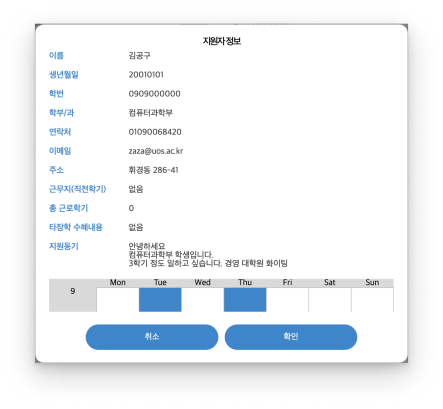 지원자정보
이름 김공구
생년월일 20010101
학번 0909000000
학부/과 컴퓨터과학부
연락처 01090068420
이메일 zaza@uos.ac.kr
주소 휘경동 286-41
근무지(직전학기) 없음
총 근로학기 0
타장학 수혜내용 없음
지원동기 안녕하세요
컴퓨터과학부 학생입니다.
3학기 정도 일하고 싶습니다. 경영 대학원 화이팅
Mon Tue Wed Thu Fri Sat Sun
9
취소 확인